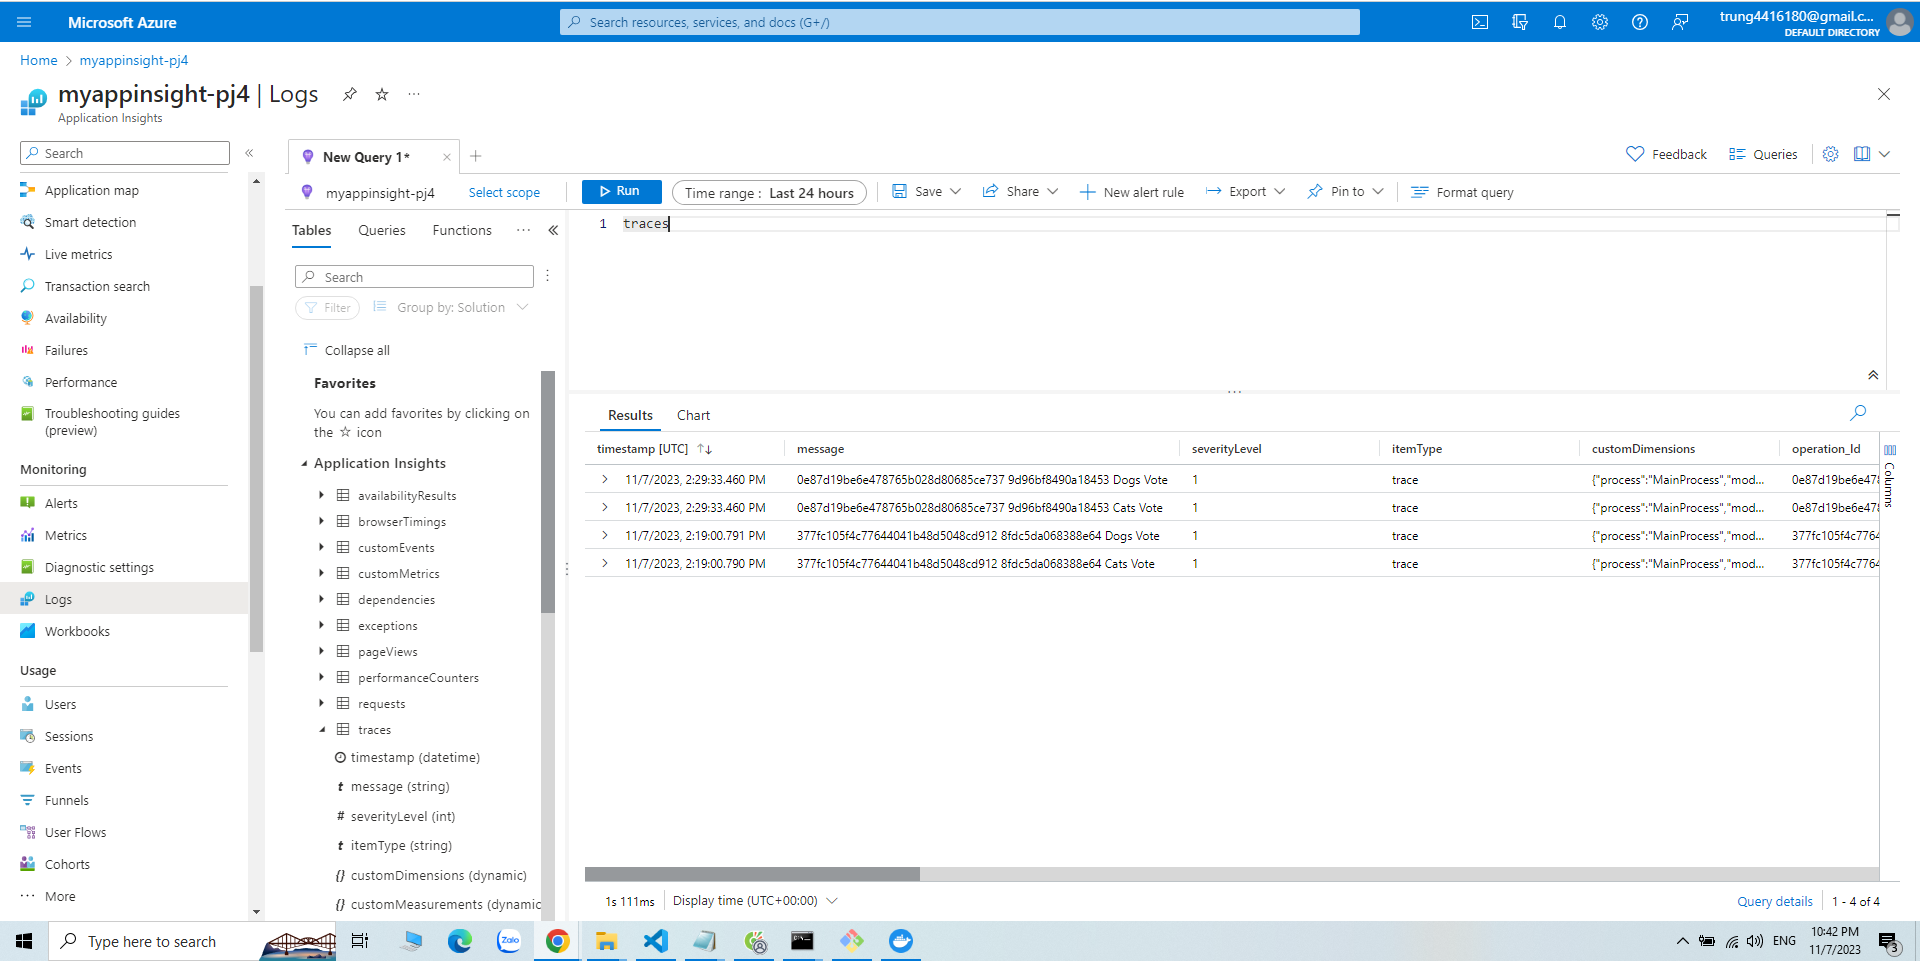 Microsoft Azure
Search resources, services, and docs (G+/)
trung4416180@gmail.c...
DEFAULT DIRECTORY
Home > myappinsight-pj4
myappinsight-pj4 | Logs
Application Insights
Search
Application map
Smart detection
Live metrics
Transaction search
Availability
Failures
Performance
Troubleshooting guides
(preview)
Monitoring
Alerts
Metrics
Diagnostic settings
Logs
Workbooks
Usage
Users
Sessions
Events
Funnels
User Flows
Cohorts
More
New Query 1*
Feedback
Queries
myappinsight-pj4
Select scope
Run
Time range : Last 24 hours
Save
Share
New alert rule
Export
Pin to
Format query
Tables
Queries
Functions
Search
Filter
Group by: Solution
Collapse all
Favorites
You can add favorites by clicking on
the ☆ icon
Application Insights
availabilityResults
browserTimings
customEvents
customMetrics
dependencies
exceptions
pageViews
performanceCounters
requests
traces
timestamp (datetime)
t message (string)
# severityLevel (int)
t itemType (string)
{} customDimensions (dynamic)
{} customMeasurements (dynamic
1 traces
Results
Chart
timestamp [UTC] message severityLevel itemType customDimensions operation_Id
11/7/2023, 2:29:33.460 PM 0e87d19be6e478765b028d80685ce737 9d96bf8490a18453 Dogs Vote 1 trace {"process":"MainProcess","mod... 0e87d19be6e478
11/7/2023, 2:29:33.460 PM 0e87d19be6e478765b028d80685ce737 9d96bf8490a18453 Cats Vote 1 trace {"process":"MainProcess","mod... 0e87d19be6e478
11/7/2023, 2:19:00.791 PM 377fc105f4c77644041b48d5048cd912 8fdc5da068388e64 Dogs Vote 1 trace {"process":"MainProcess","mod... 377fc105f4c7764
11/7/2023, 2:19:00.790 PM 377fc105f4c77644041b48d5048cd912 8fdc5da068388e64 Cats Vote 1 trace {"process":"MainProcess","mod... 377fc105f4c7764
Columns
1s 111ms
Display time (UTC+00:00)
Query details
1 - 4 of 4
Type here to search
Zalo
ENG
10:42 PM
11/7/2023
3